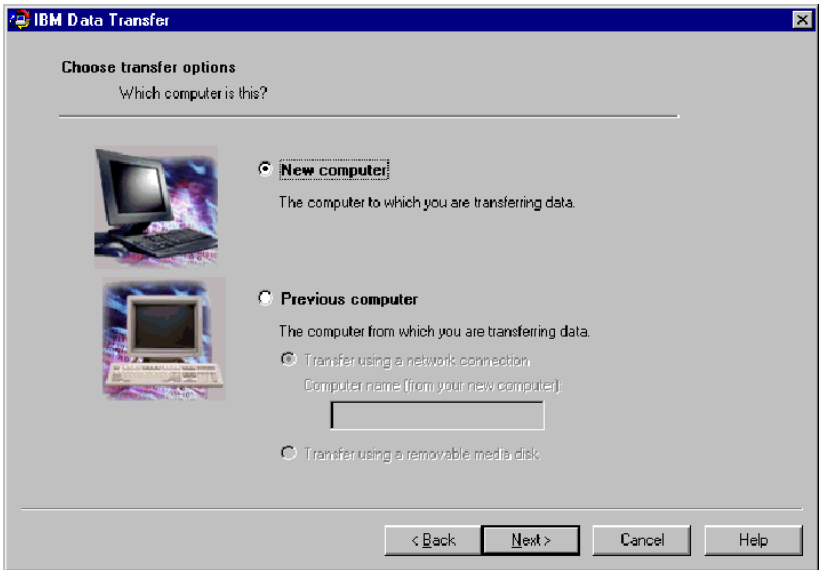 IBM Data Transfer
Choose transfer options
Which computer is this?
New computer
The computer to which you are transferring data.
Previous computer
The computer from which you are transferring data.
Transfer using a network connection
Computer name (from your new computer):
Transfer using a removable media disk
< Back
Next >
Cancel
Help